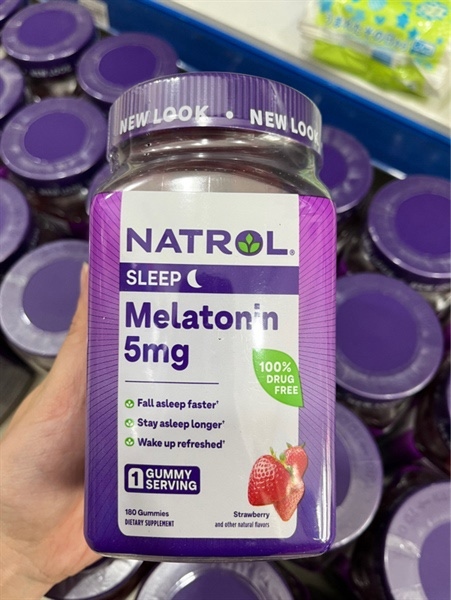 NEW LOOK • NEW LOOK
NATROL®
SLEEP
Melatonin
5mg
100%
DRUG
FREE
Fall asleep faster†
Stay asleep longer†
Wake up refreshed†
1 GUMMY
SERVING
180 Gummies
DIETARY SUPPLEMENT
Strawberry
and other natural flavors